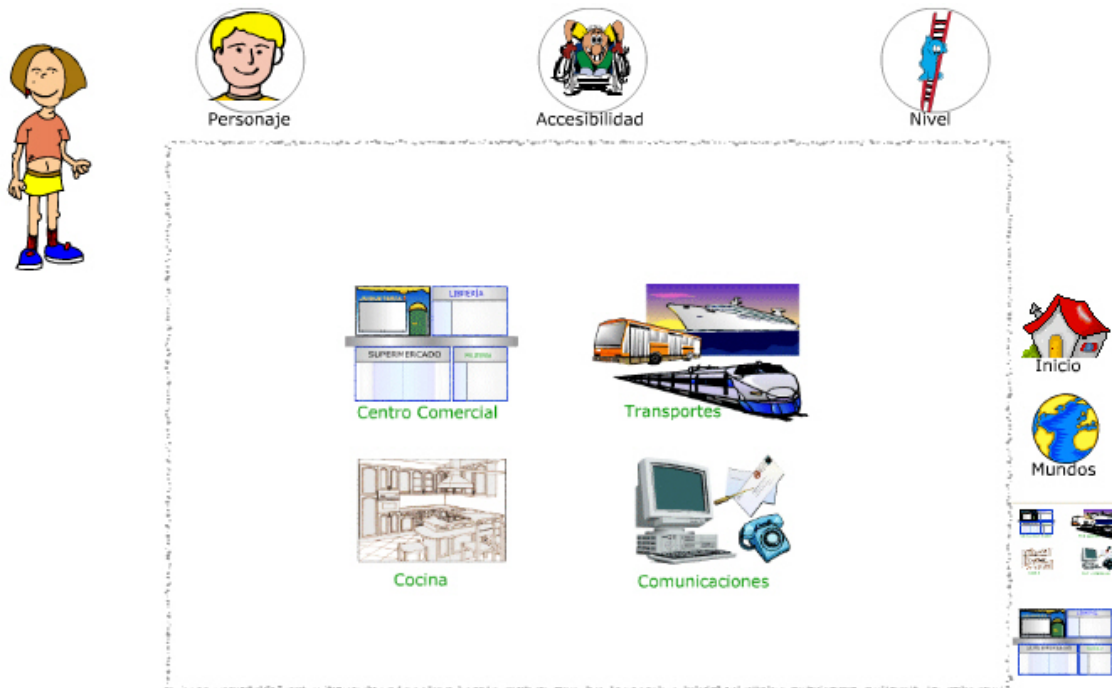 Personaje
Accesibilidad
Nivel
LIBRERÍA
SUPERMERCADO
Centro Comercial
Transportes
Cocina
Comunicaciones
Inicio
Mundos